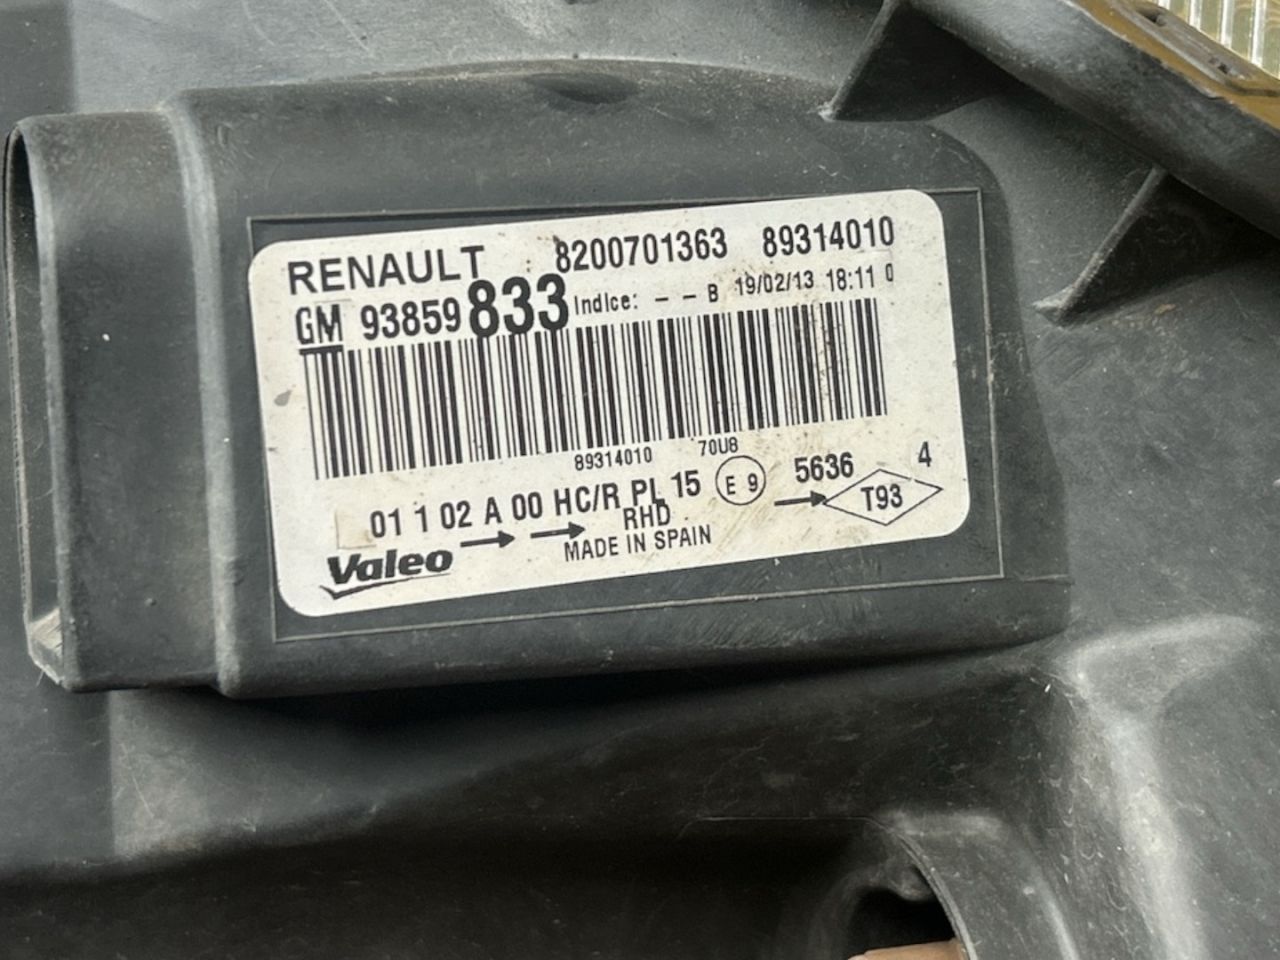 RENAULT 8200701363 89314010
GM 93859833 Indice: - - B 19/02/13 18:11 0
89314010 70U8
01 1 02 A 00 HC/R PL 15 E 9 5636 4
RHD T93
Valeo MADE IN SPAIN